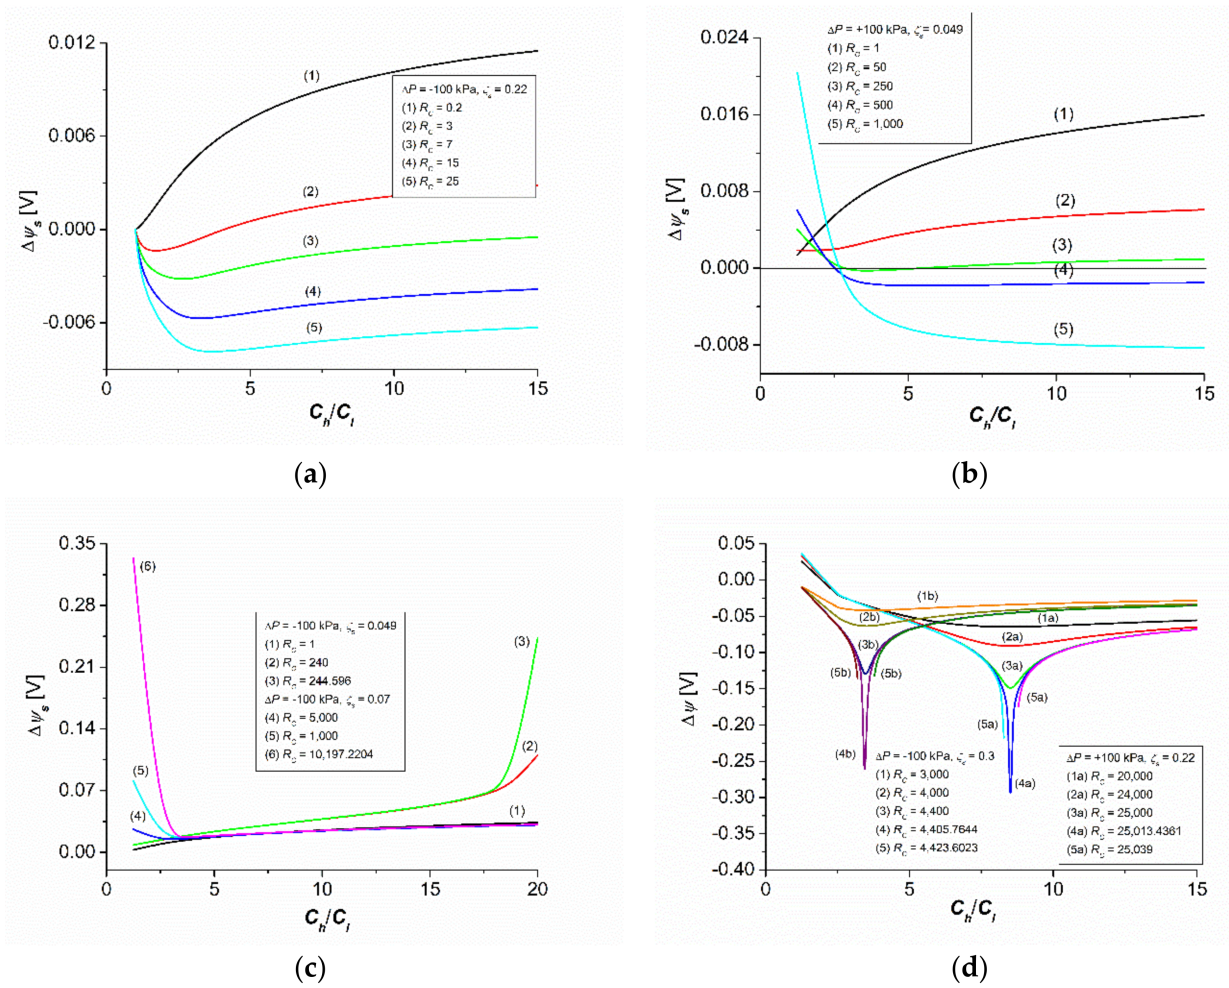 0.012
0.006
0.000
-0.006
Δψs [V]
(1)
(2)
(3)
(4)
(5)
ΔP = -100 kPa, ζs = 0.22
(1) RC = 0.2
(2) RC = 3
(3) RC = 7
(4) RC = 15
(5) RC = 25
0 5 10 15
Ch/Cl
(a)
0.024
0.016
0.008
0.000
-0.008
Δψs [V]
ΔP = +100 kPa, ζs = 0.049
(1) RC = 1
(2) RC = 50
(3) RC = 250
(4) RC = 500
(5) RC = 1,000
(1)
(2)
(3)
(4)
(5)
0 5 10 15
Ch/Cl
(b)
0.35
0.28
0.21
0.14
0.07
0.00
Δψs [V]
(6)
(5)
(4)
(3)
(2)
(1)
ΔP = -100 kPa, ζs = 0.049
(1) RC = 1
(2) RC = 240
(3) RC = 244.596
ΔP = -100 kPa, ζs = 0.07
(4) RC = 5,000
(5) RC = 1,000
(6) RC = 10,197.2204
0 5 10 15 20
Ch/Cl
(c)
0.05
0.00
-0.05
-0.10
-0.15
-0.20
-0.25
-0.30
-0.35
-0.40
Δψ [V]
(1b)
(2b)
(1a)
(2a)
(3b)
(3a)
(5b)
(5b)
(5a)
(5a)
(4b)
(4a)
ΔP = -100 kPa, ζs = 0.3
(1) RC = 3,000
(2) RC = 4,000
(3) RC = 4,400
(4) RC = 4,405.7644
(5) RC = 4,423.6023
ΔP = +100 kPa, ζs = 0.22
(1a) RC = 20,000
(2a) RC = 24,000
(3a) RC = 25,000
(4a) RC = 25,013.4361
(5a) RC = 25,039
0 5 10 15
Ch/Cl
(d)